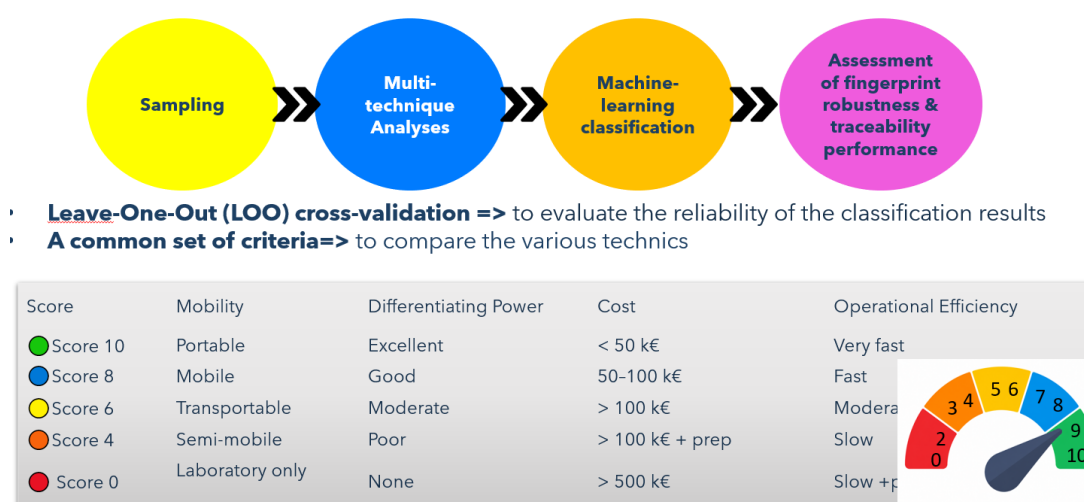 Sampling
Multi-
technique
Analyses
Machine-
learning
classification
Assessment
of fingerprint
robustness &
traceability
performance
• Leave-One-Out (LOO) cross-validation => to evaluate the reliability of the classification results
• A common set of criteria=> to compare the various technics
Score Mobility Differentiating Power Cost Operational Efficiency
Score 10 Portable Excellent < 50 k€ Very fast
Score 8 Mobile Good 50–100 k€ Fast
Score 6 Transportable Moderate > 100 k€ Modera
Score 4 Semi-mobile Poor > 100 k€ + prep Slow
Score 0 Laboratory only None > 500 k€ Slow +p
0 2 3 4 5 6 7 8 9 10